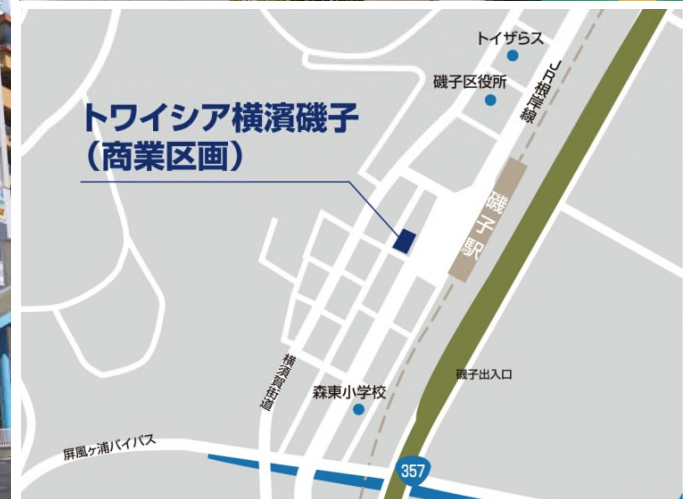 トイザらス
磯子区役所
JR根岸線
トワイシア横濱磯子
（商業区画）
磯子駅
横須賀街道
磯子出入口
森東小学校
屏風ヶ浦バイパス
357